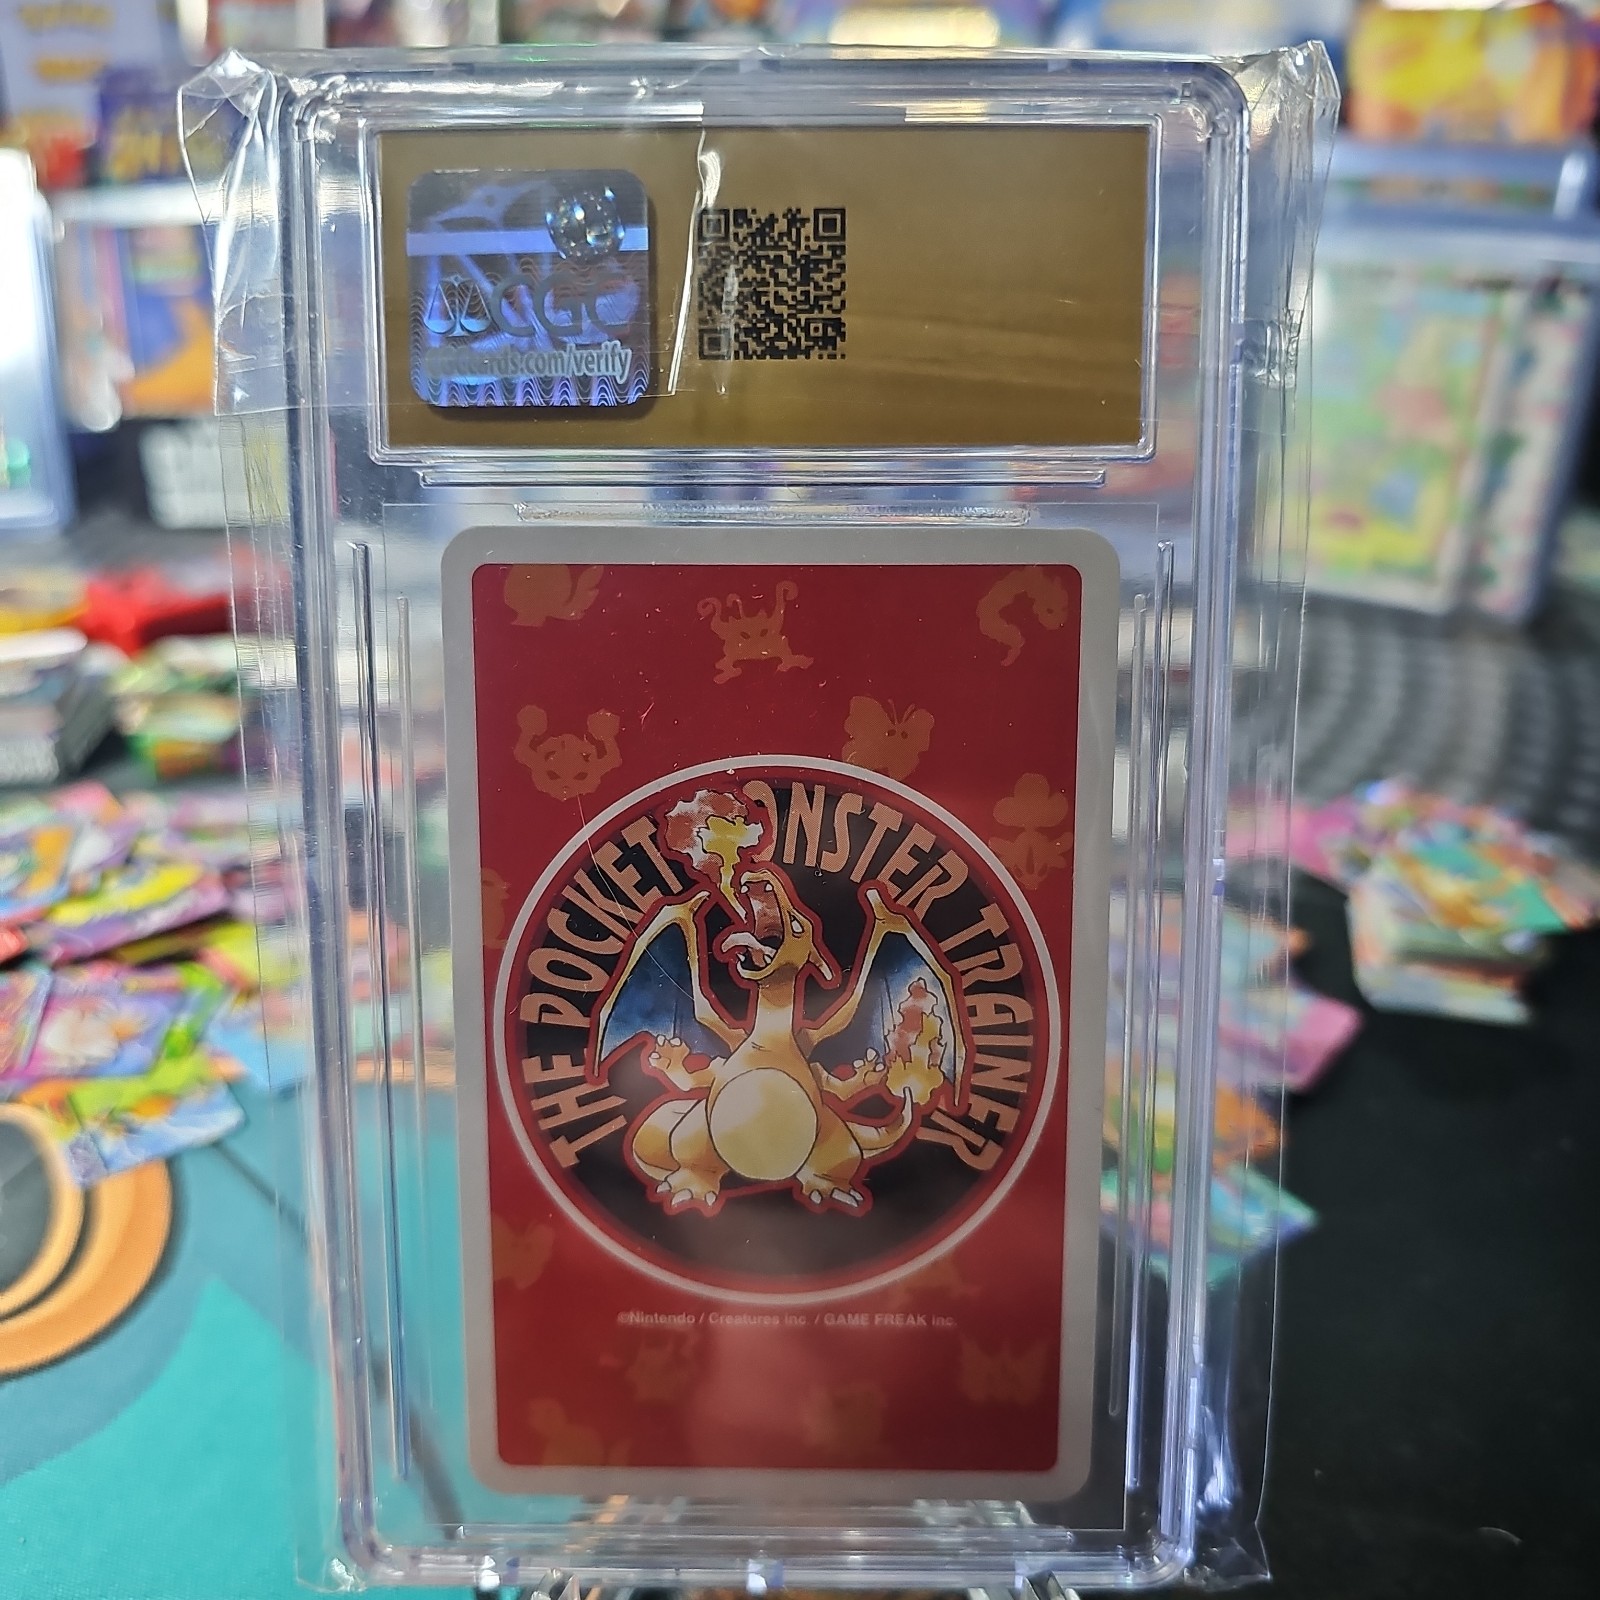 CGC
cgccards.com/verify
THE POCKET MONSTER TRAINER
©Nintendo / Creatures inc. / GAME FREAK inc.